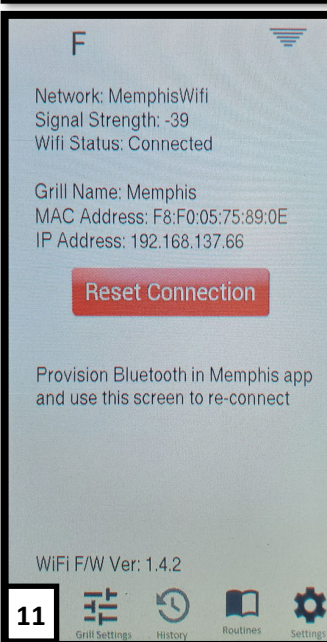 F
Network: MemphisWifi
Signal Strength: -39
Wifi Status: Connected
Grill Name: Memphis
MAC Address: F8:F0:05:75:89:0E
IP Address: 192.168.137.66
Reset Connection
Provision Bluetooth in Memphis app
and use this screen to re-connect
WiFi F/W Ver: 1.4.2
11
Grill Settings History Routines Settings